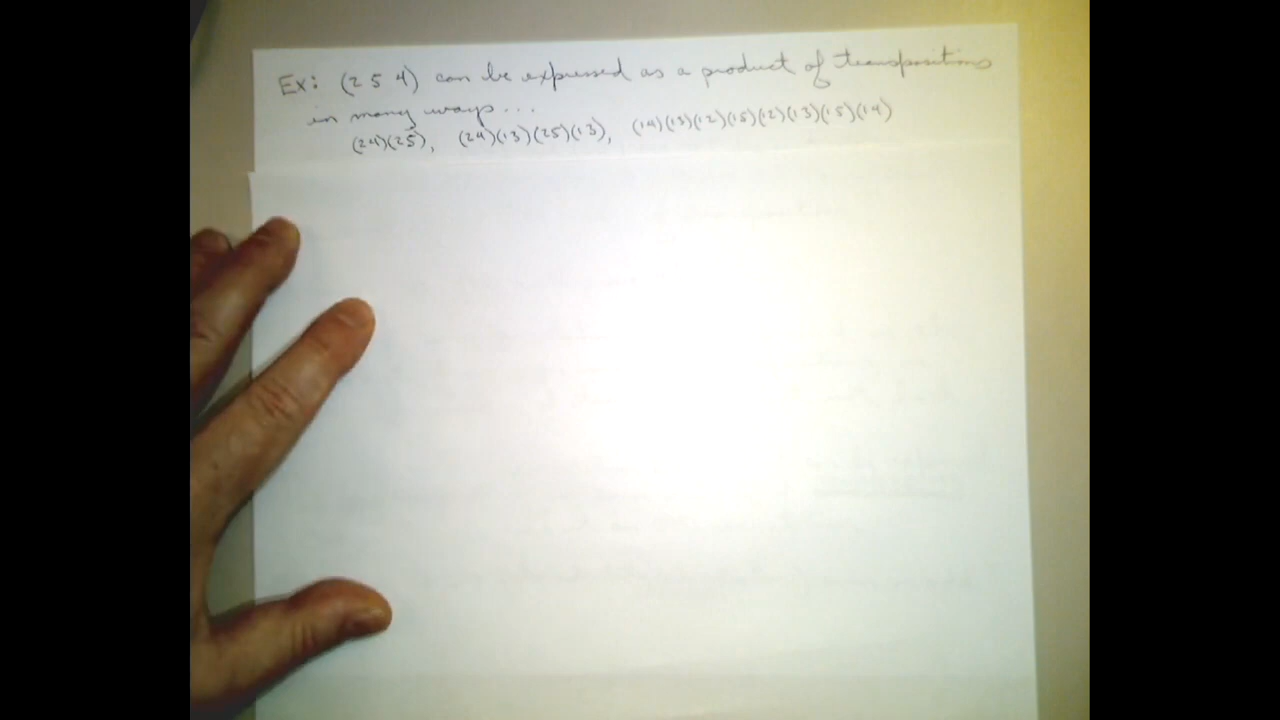 Ex: (2 5 4) can be expressed as a product of transpositions
in many ways...
(24)(25), (24)(13)(25)(13), (14)(13)(12)(15)(12)(13)(15)(14)